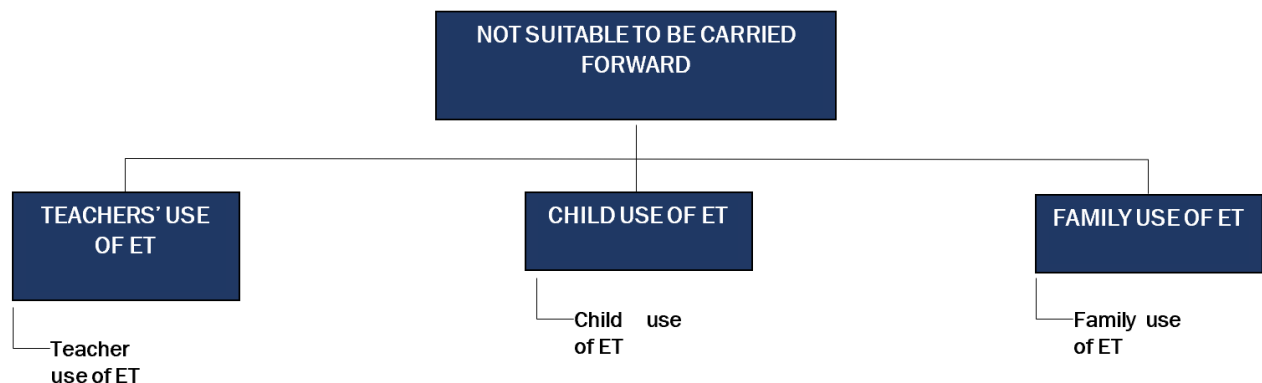 NOT SUITABLE TO BE CARRIED
FORWARD
TEACHERS’ USE
OF ET
CHILD USE OF ET
FAMILY USE OF ET
Teacher
use of ET
Child use
of ET
Family use
of ET